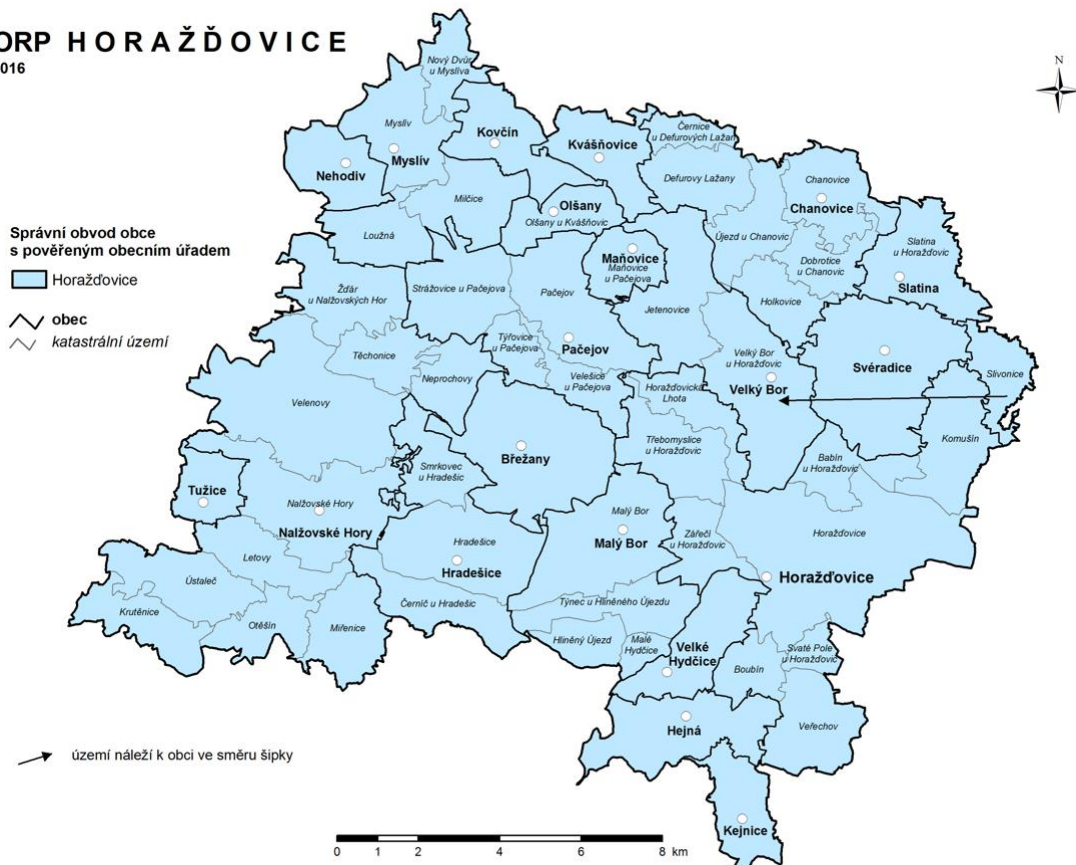 ORP HORAŽĎOVICE
016
N
Nový Dvůr
u Myslíva
Myslív
Kovčín
Myslív
Nehodiv
Kvášňovice
Černice
u Defurových Lažan
Defurovy Lažany
Chanovice
Chanovice
Milčice
Olšany
Olšany u Kvášňovic
Újezd u Chanovic
Loužná
Správní obvod obce
s pověřeným obecním úřadem
Horažďovice
obec
katastrální území
Maňovice
Maňovice
u Pačejova
Dobrotice
u Chanovic
Slatina
u Horažďovic
Slatina
Žďár
u Nalžovských Hor
Strážovice u Pačejova
Pačejov
Jetenovice
Holkovice
Týřovice
u Pačejova
Pačejov
Těchonice
Neprochovy
Velešice
u Pačejova
Horažďovická
Lhota
Velký Bor
u Horažďovic
Velký Bor
Svéradice
Slivonice
Velenovy
Komušín
Třebomyslice
u Horažďovic
Břežany
Smrkovec
u Hradešic
Babín
u Horažďovic
Tužice
Nalžovské Hory
Nalžovské Hory
Malý Bor
Malý Bor
Zářečí
u Horažďovic
Horažďovice
Hradešice
Hradešice
Letovy
Horažďovice
Ústaleč
Krutěnice
Otěšín
Miřenice
Černíč u Hradešic
Týnec u Hliněného Újezdu
Hliněný Újezd
Malé
Hydčice
Velké
Hydčice
Boubín
Svaté Pole
u Horažďovic
Hejná
Veřechov
území náleží k obci ve směru šipky
Kejnice
0 1 2 4 6 8 km